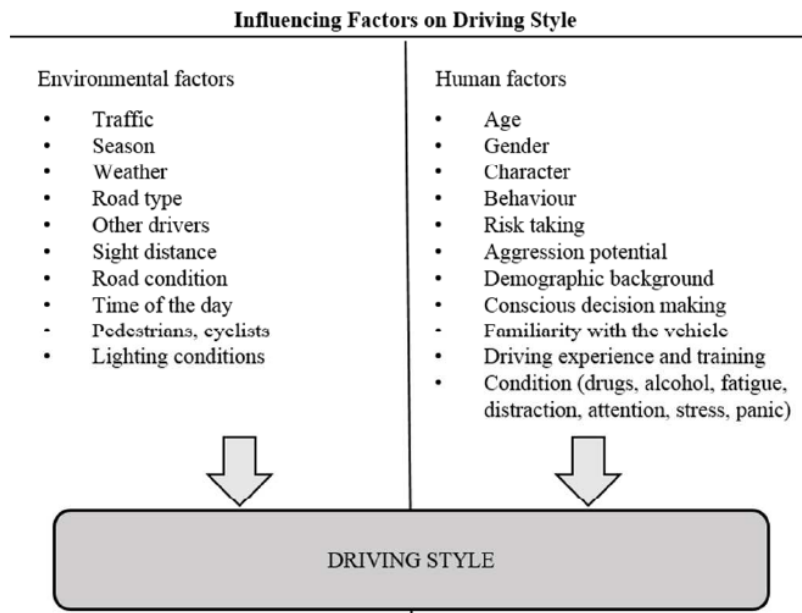 Influencing Factors on Driving Style
Environmental factors
• Traffic
• Season
• Weather
• Road type
• Other drivers
• Sight distance
• Road condition
• Time of the day
- Pedestrians, cyclists
• Lighting conditions
Human factors
• Age
• Gender
• Character
• Behaviour
• Risk taking
• Aggression potential
• Demographic background
• Conscious decision making
- Familiarity with the vehicle
• Driving experience and training
• Condition (drugs, alcohol, fatigue,
distraction, attention, stress, panic)
DRIVING STYLE